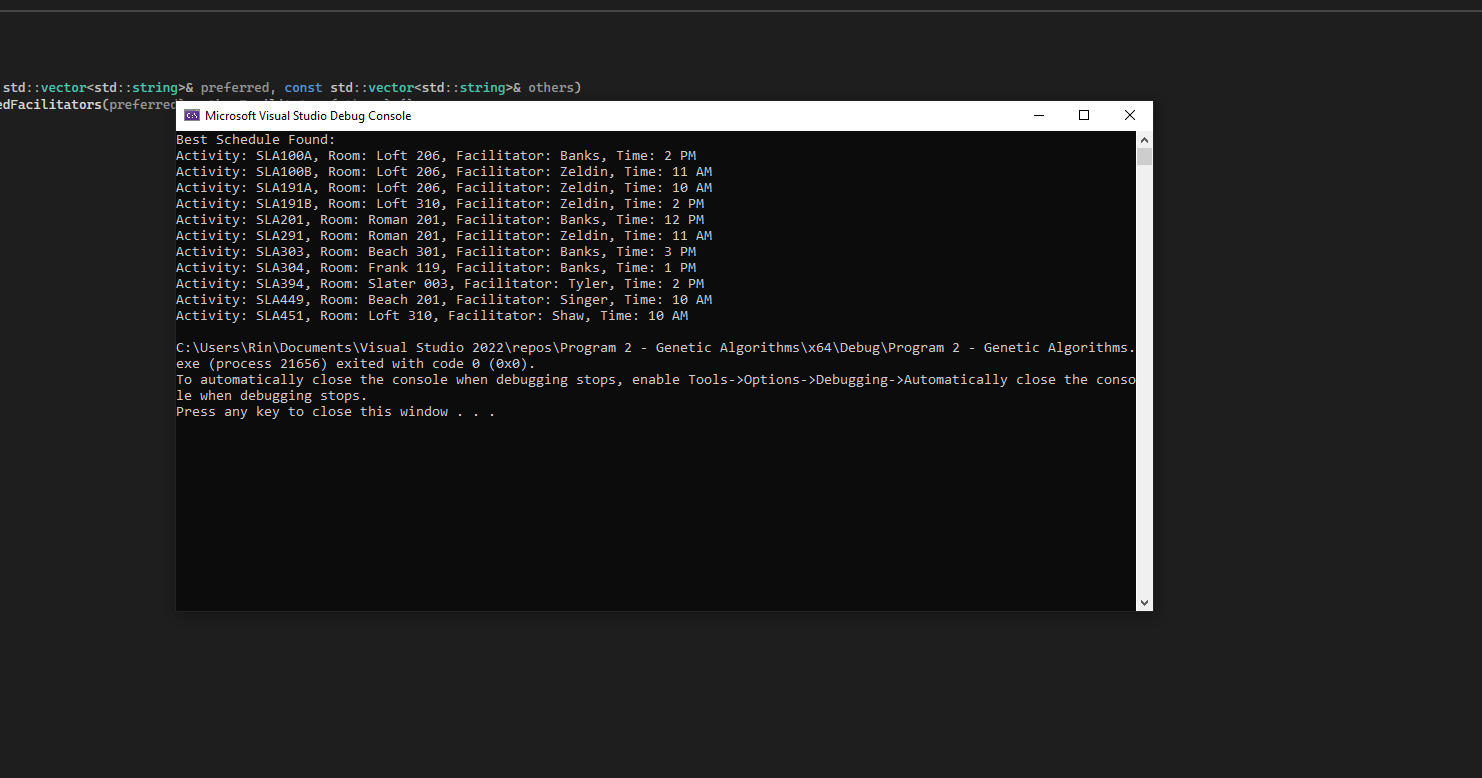 std::vector<std::string>& preferred, const std::vector<std::string>& others)
edFacilitators(preferred
Microsoft Visual Studio Debug Console
Best Schedule Found:
Activity: SLA100A, Room: Loft 206, Facilitator: Banks, Time: 2 PM
Activity: SLA100B, Room: Loft 206, Facilitator: Zeldin, Time: 11 AM
Activity: SLA191A, Room: Loft 206, Facilitator: Zeldin, Time: 10 AM
Activity: SLA191B, Room: Loft 310, Facilitator: Zeldin, Time: 2 PM
Activity: SLA201, Room: Roman 201, Facilitator: Banks, Time: 12 PM
Activity: SLA291, Room: Roman 201, Facilitator: Zeldin, Time: 11 AM
Activity: SLA303, Room: Beach 301, Facilitator: Banks, Time: 3 PM
Activity: SLA304, Room: Frank 119, Facilitator: Banks, Time: 1 PM
Activity: SLA394, Room: Slater 003, Facilitator: Tyler, Time: 2 PM
Activity: SLA449, Room: Beach 201, Facilitator: Singer, Time: 10 AM
Activity: SLA451, Room: Loft 310, Facilitator: Shaw, Time: 10 AM
C:\Users\Rin\Documents\Visual Studio 2022\repos\Program 2 - Genetic Algorithms\x64\Debug\Program 2 - Genetic Algorithms.
exe (process 21656) exited with code 0 (0x0).
To automatically close the console when debugging stops, enable Tools->Options->Debugging->Automatically close the conso
le when debugging stops.
Press any key to close this window . . .